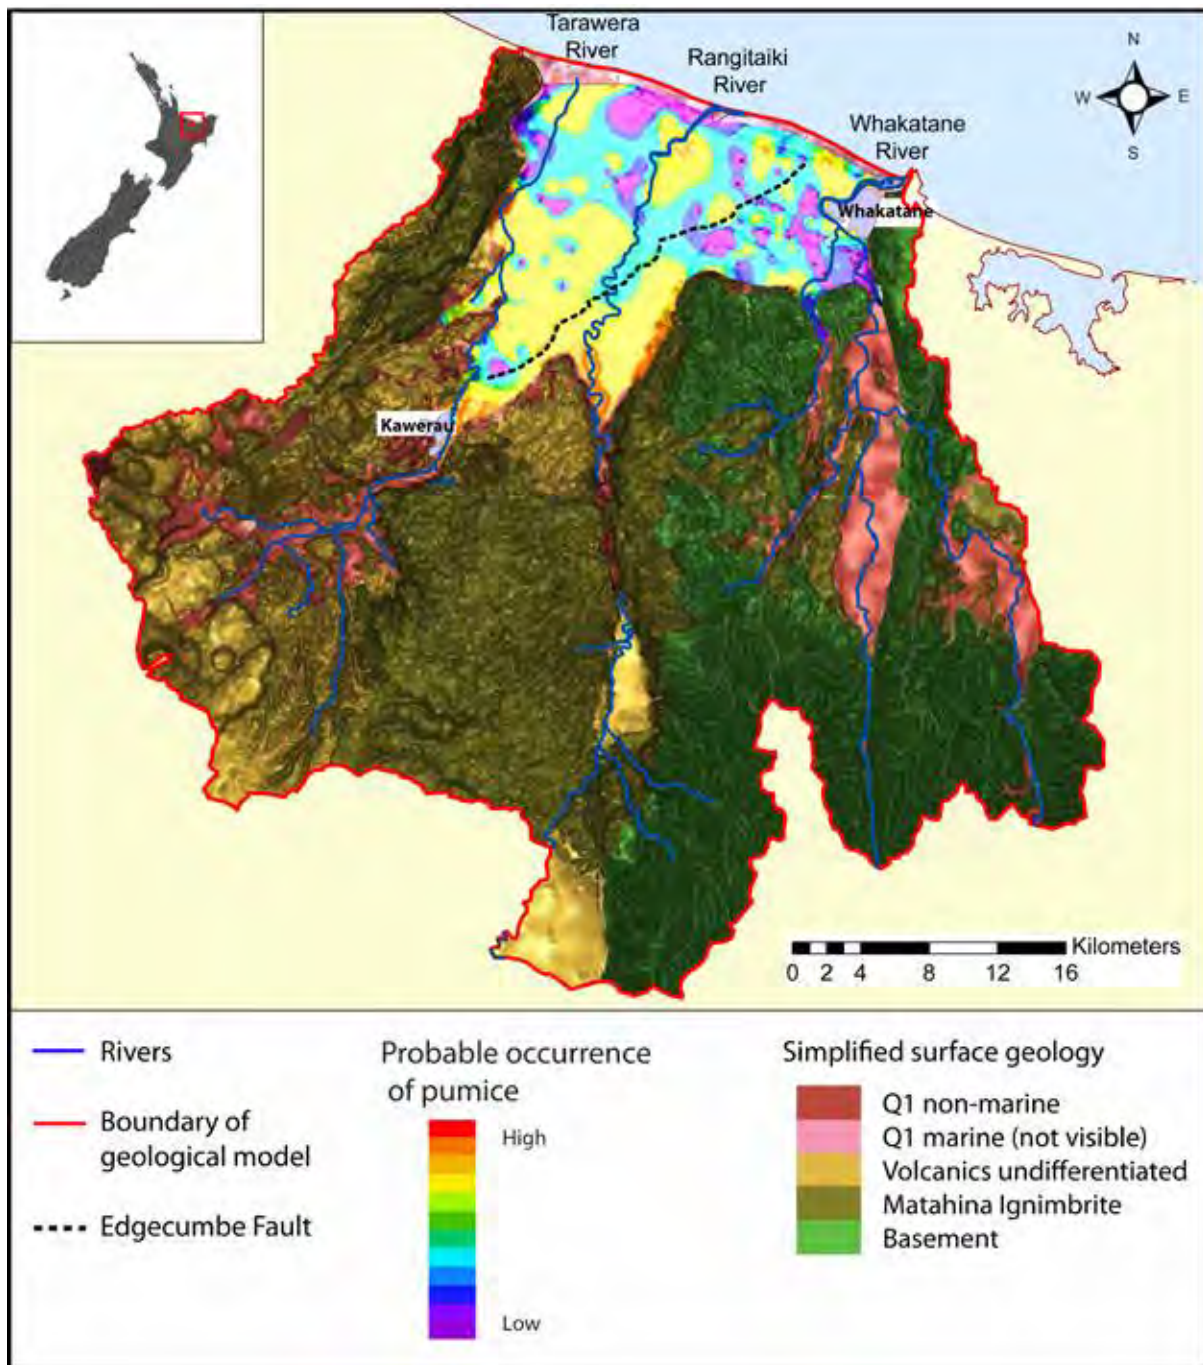 Tarawera
River
Rangitaiki
River
Whakatane
River
N
W
E
S
Whakatane
Kawerau
Kilometers
0 2 4 8 12 16
Rivers
Boundary of
geological model
Edgecumbe Fault
Probable occurrence
of pumice
High
Low
Simplified surface geology
Q1 non-marine
Q1 marine (not visible)
Volcanics undifferentiated
Matahina Ignimbrite
Basement